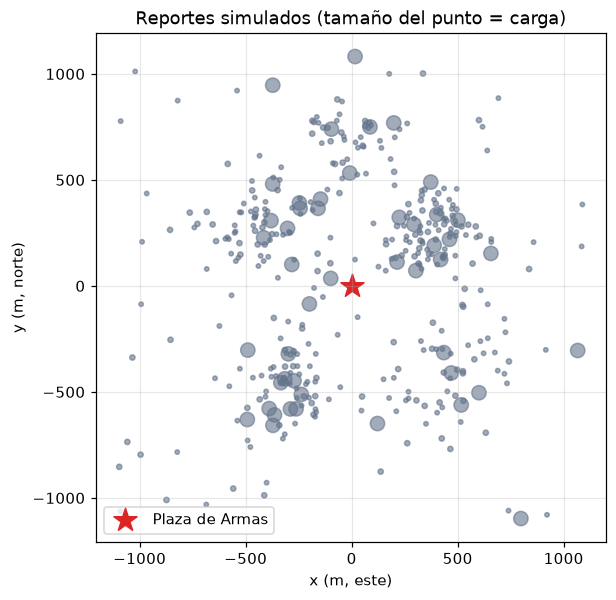 Reportes simulados (tamaño del punto = carga)
1000
500
0
−500
−1000
y (m, norte)
Plaza de Armas
−1000
−500
0
500
1000
x (m, este)